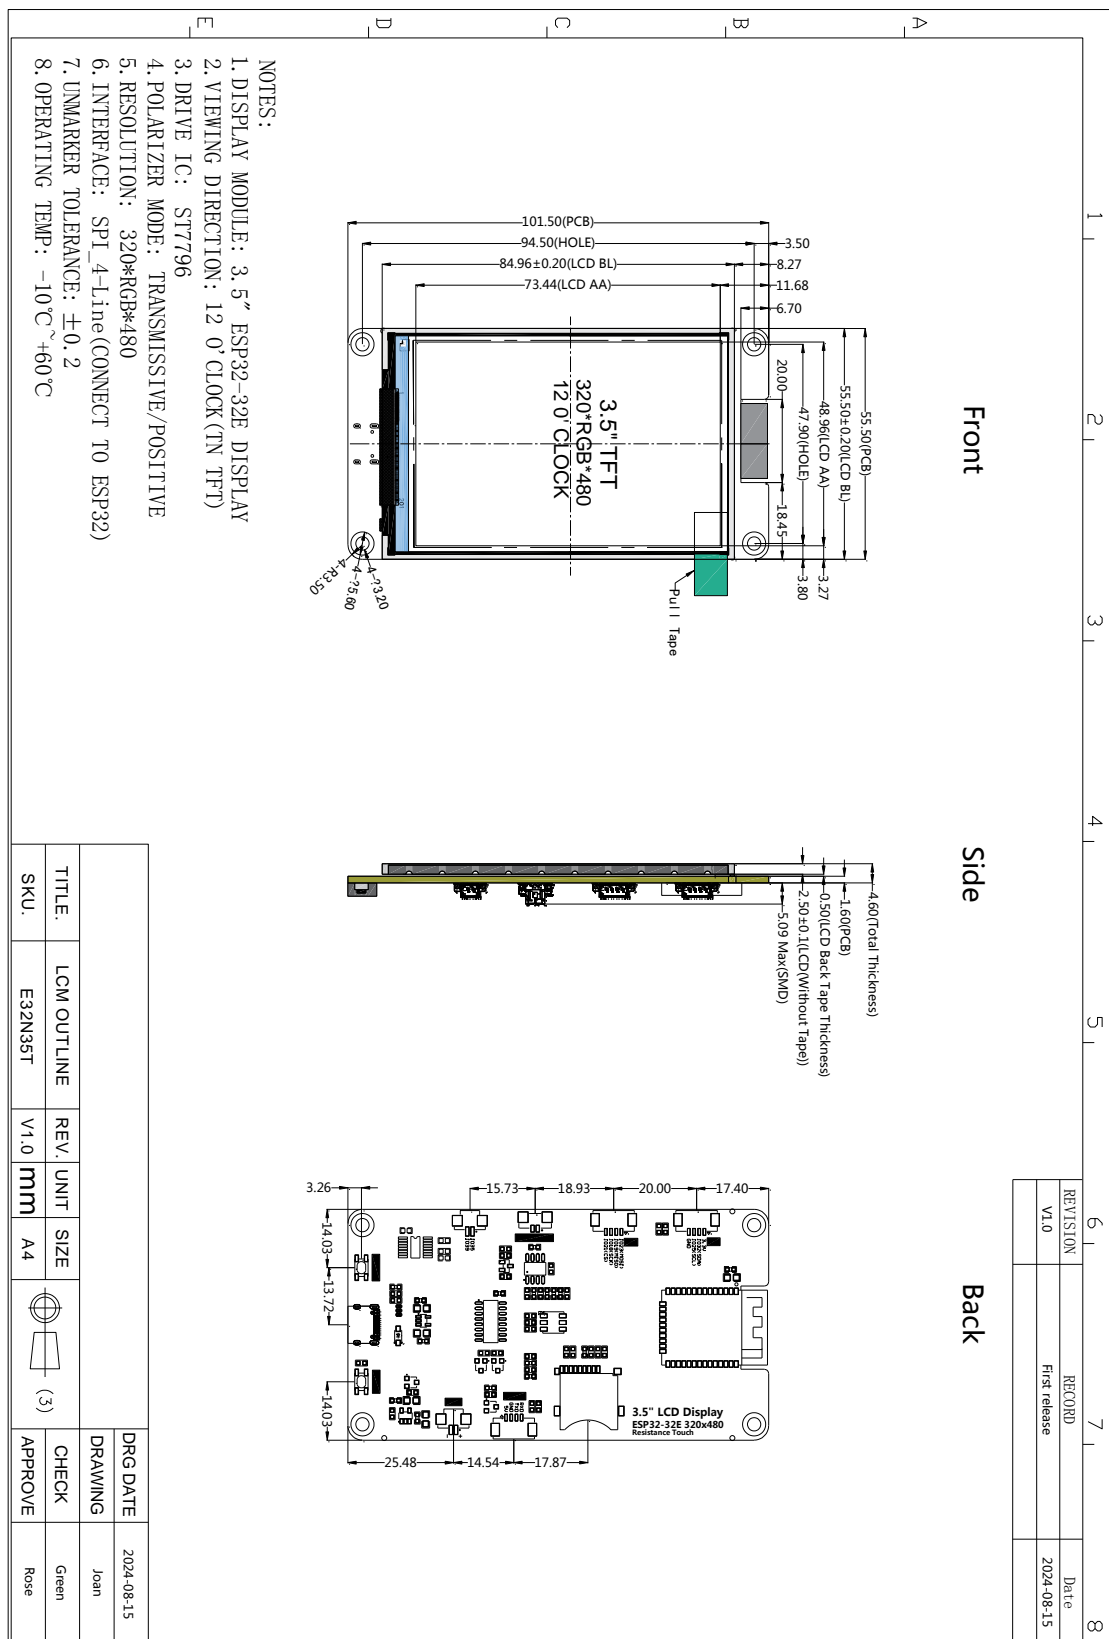 1
2
3
4
5
6
7
8
A
B
C
D
E
Front
Side
Back
REVISION
RECORD
Date
V1.0
First release
2024-08-15
101.50(PCB)
94.50(HOLE)
3.50
84.96±0.20(LCD BL)
8.27
73.44(LCD AA)
11.68
6.70
55.50(PCB)
55.50±0.20(LCD BL)
48.96(LCD AA)
3.27
47.90(HOLE)
3.80
20.00
18.45
3.5" TFT
320*RGB*480
12 O'CLOCK
Pull Tape
4-?3.20
4-?5.60
4-R3.50
4.60(Total Thickness)
1.60(PCB)
0.50(LCD Back Tape Thickness)
2.50±0.1(LCD(Without Tape))
5.09 Max(SMD)
3.26
15.73
18.93
20.00
17.40
14.03
13.72
14.03
25.48
14.54
17.87
3.5" LCD Display
ESP32-32E 320x480
Resistance Touch
NOTES:
1. DISPLAY MODULE: 3.5″ ESP32-32E DISPLAY
2. VIEWING DIRECTION: 12 O'CLOCK(TN TFT)
3. DRIVE IC: ST7796
4. POLARIZER MODE: TRANSMISSIVE/POSITIVE
5. RESOLUTION: 320*RGB*480
6. INTERFACE: SPI_4-Line(CONNECT TO ESP32)
7. UNMARKER TOLERANCE: ±0.2
8. OPERATING TEMP: -10℃~+60℃
TITLE.
LCM OUTLINE
REV.
UNIT
SIZE
SKU.
E32N35T
V1.0
mm
A4
(3)
DRG DATE
2024-08-15
DRAWING
Joan
CHECK
Green
APPROVE
Rose